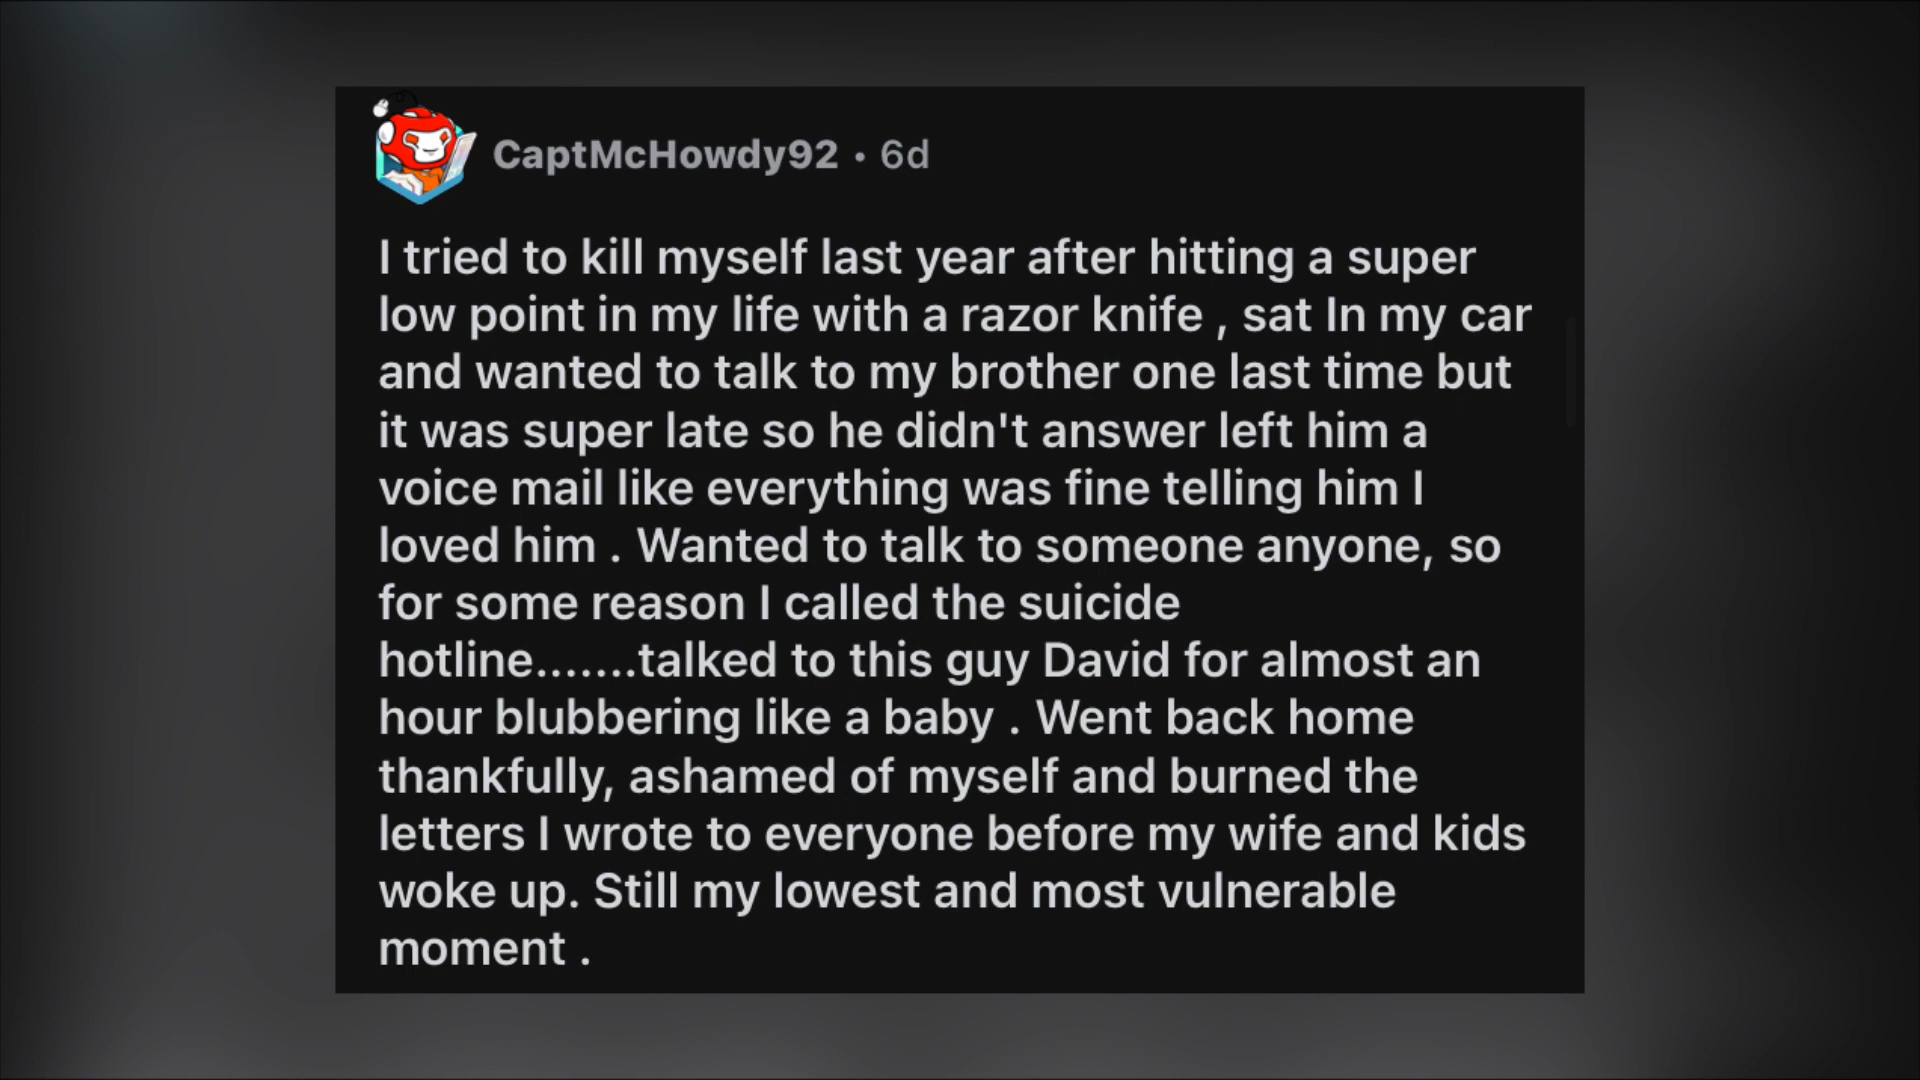 CaptMcHowdy92 • 6d
I tried to kill myself last year after hitting a super
low point in my life with a razor knife , sat In my car
and wanted to talk to my brother one last time but
it was super late so he didn't answer left him a
voice mail like everything was fine telling him I
loved him . Wanted to talk to someone anyone, so
for some reason I called the suicide
hotline.......talked to this guy David for almost an
hour blubbering like a baby . Went back home
thankfully, ashamed of myself and burned the
letters I wrote to everyone before my wife and kids
woke up. Still my lowest and most vulnerable
moment .